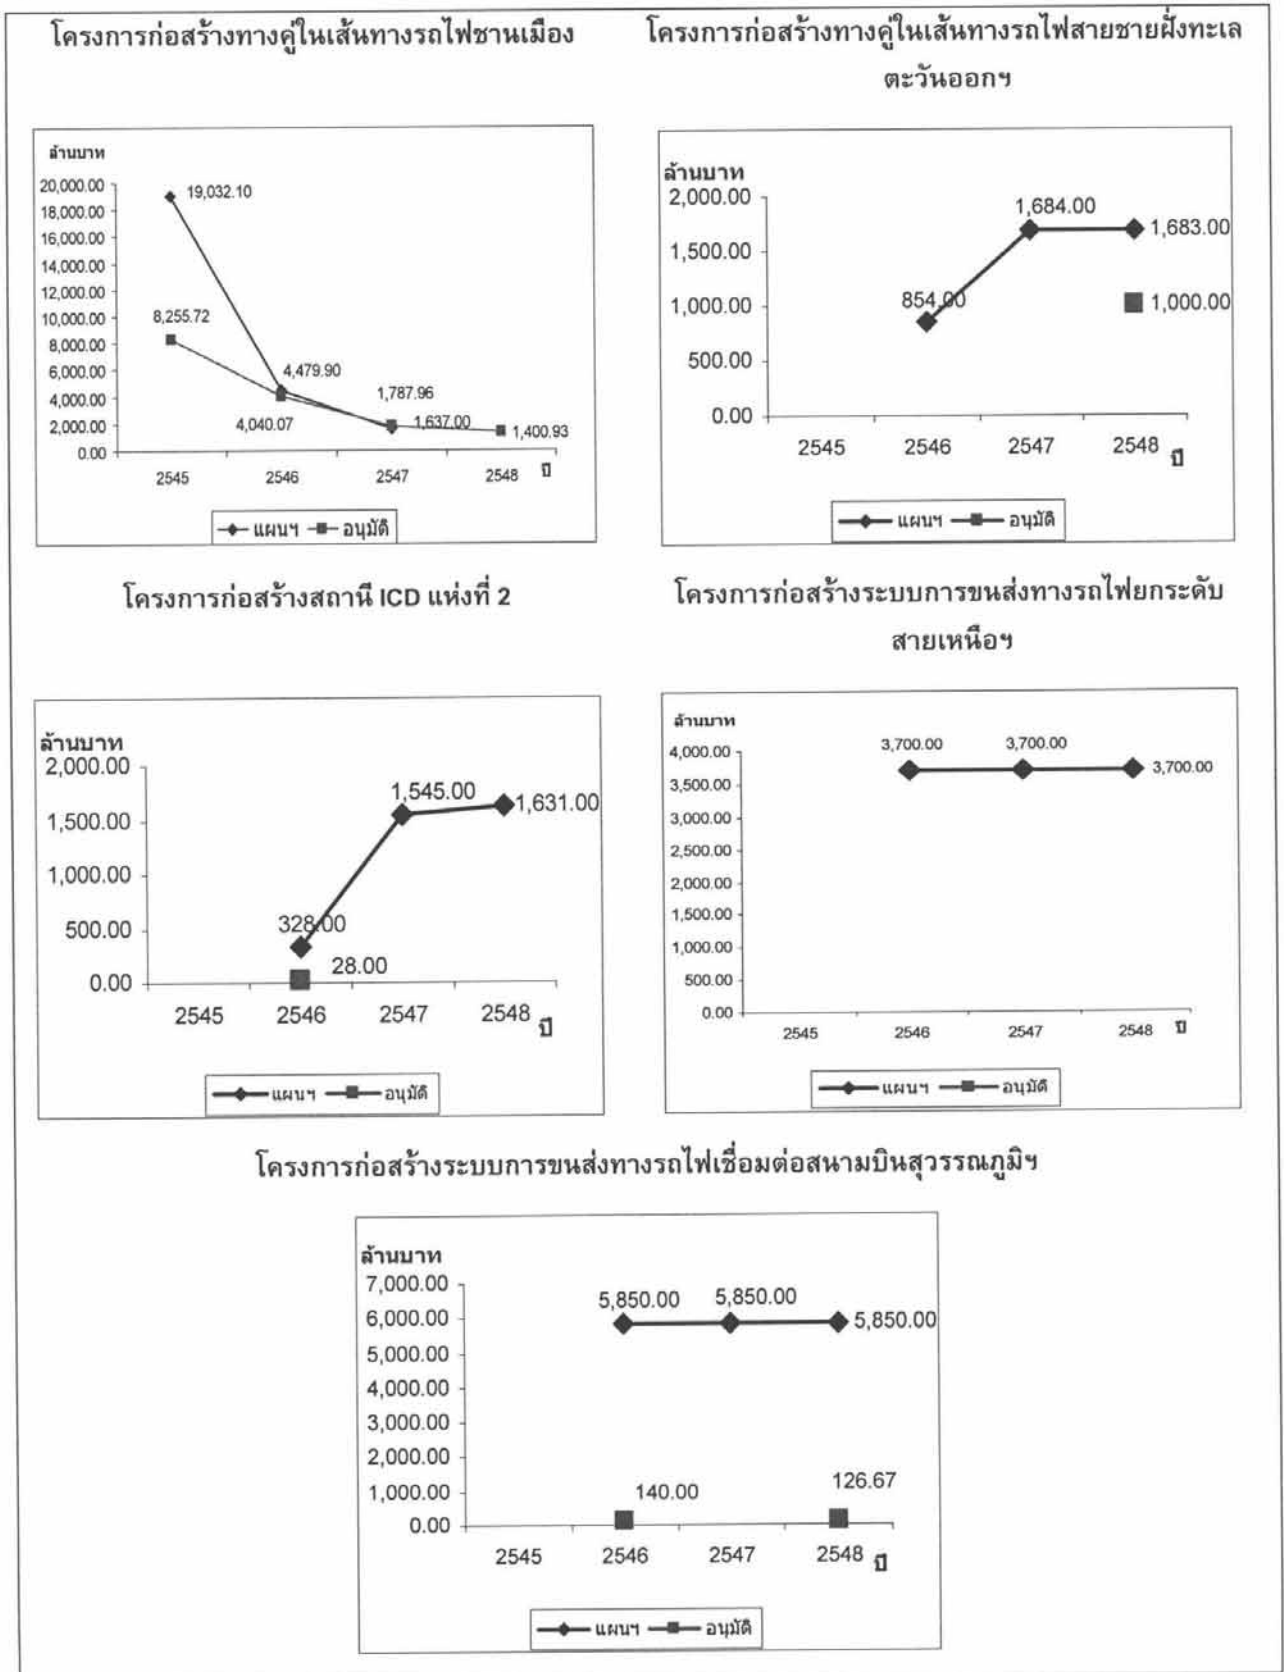 โครงการก่อสร้างทางคู่ในเส้นทางรถไฟชานเมือง
ล้านบาท
20,000.00
18,000.00
16,000.00
14,000.00
12,000.00
10,000.00
8,000.00
6,000.00
4,000.00
2,000.00
0.00
19,032.10
8,255.72
4,479.90
4,040.07
1,787.96
1,637.00
1,400.93
2545 2546 2547 2548 ปี
แผนฯ อนุมัติ
โครงการก่อสร้างทางคู่ในเส้นทางรถไฟสายชายฝั่งทะเล
ตะวันออกฯ
ล้านบาท
2,000.00
1,500.00
1,000.00
500.00
0.00
854.00
1,684.00
1,683.00
1,000.00
2545 2546 2547 2548 ปี
แผนฯ อนุมัติ
โครงการก่อสร้างสถานี ICD แห่งที่ 2
ล้านบาท
2,000.00
1,500.00
1,000.00
500.00
0.00
328.00
28.00
1,545.00
1,631.00
2545 2546 2547 2548 ปี
แผนฯ อนุมัติ
โครงการก่อสร้างระบบการขนส่งทางรถไฟยกระดับ
สายเหนือฯ
ล้านบาท
4,000.00
3,500.00
3,000.00
2,500.00
2,000.00
1,500.00
1,000.00
500.00
0.00
3,700.00
3,700.00
3,700.00
2545 2546 2547 2548 ปี
แผนฯ อนุมัติ
โครงการก่อสร้างระบบการขนส่งทางรถไฟเชื่อมต่อสนามบินสุวรรณภูมิฯ
ล้านบาท
7,000.00
6,000.00
5,000.00
4,000.00
3,000.00
2,000.00
1,000.00
0.00
5,850.00
5,850.00
5,850.00
140.00
126.67
2545 2546 2547 2548 ปี
แผนฯ อนุมัติ